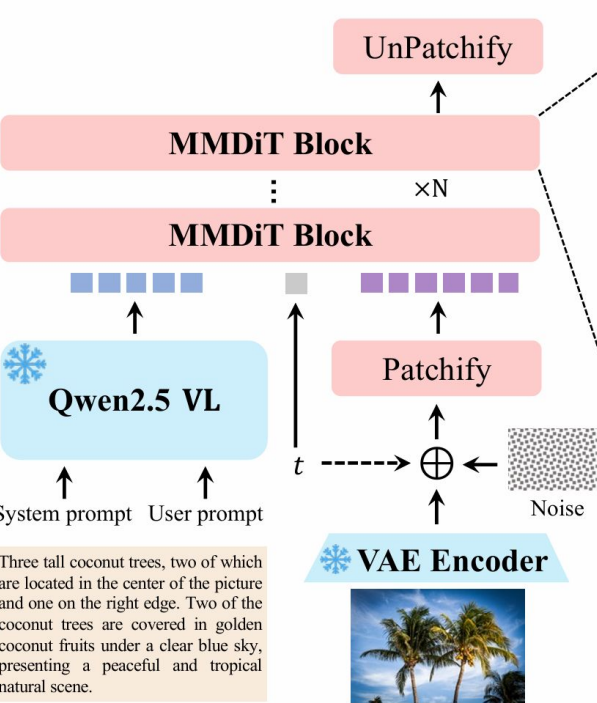 UnPatchify
MMDiT Block
⋮
×N
MMDiT Block
Patchify
Qwen2.5 VL
t
Noise
System prompt User prompt
VAE Encoder
Three tall coconut trees, two of which
are located in the center of the picture
and one on the right edge. Two of the
coconut trees are covered in golden
coconut fruits under a clear blue sky,
presenting a peaceful and tropical
natural scene.